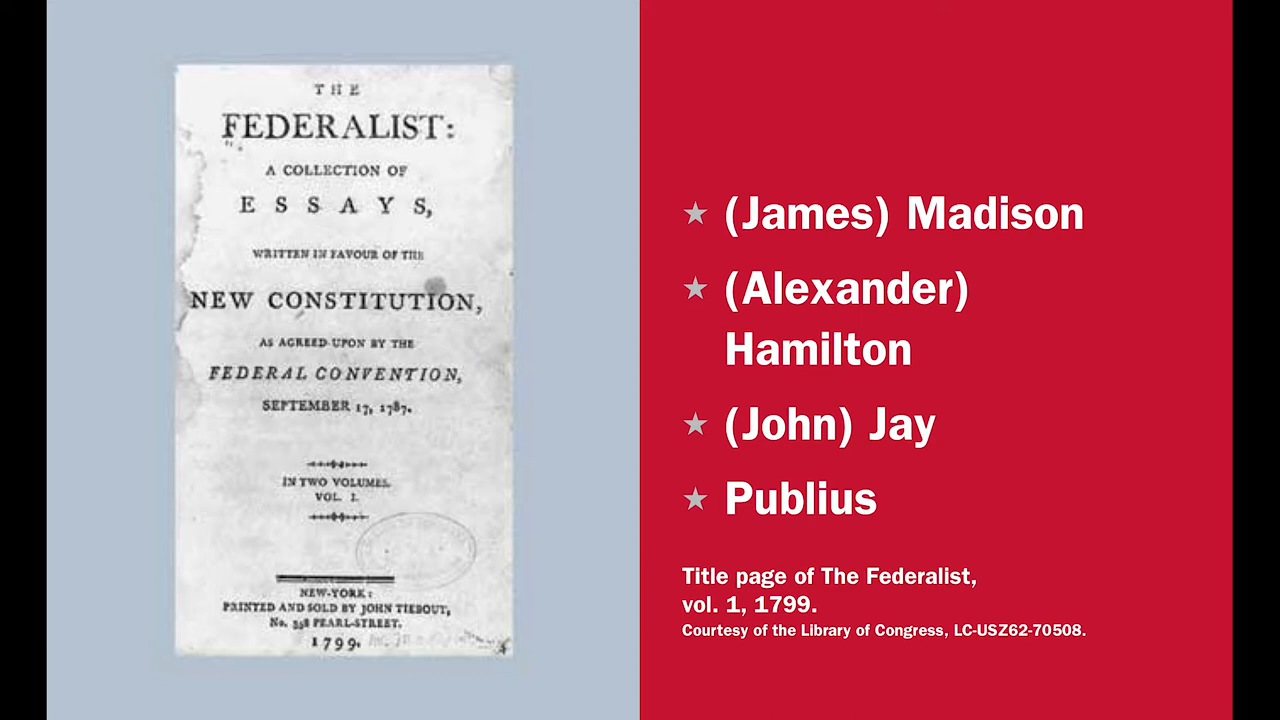 THE
FEDERALIST:
A COLLECTION OF
ESSAYS,
WRITTEN IN FAVOUR OF THE
NEW CONSTITUTION,
AS AGREED UPON BY THE
FEDERAL CONVENTION,
SEPTEMBER 17, 1787.
IN TWO VOLUMES.
VOL. I.
NEW-YORK:
PRINTED AND SOLD BY JOHN TIEBOUT,
No. 358 PEARL-STREET.
1799.
(James) Madison
(Alexander)
Hamilton
(John) Jay
Publius
Title page of The Federalist,
vol. 1, 1799.
Courtesy of the Library of Congress, LC-USZ62-70508.